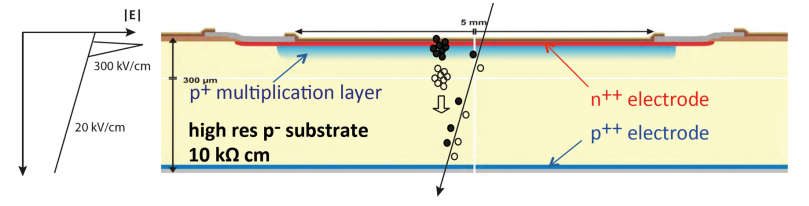 |E|
5 mm
300 kV/cm
300 µm
p+ multiplication layer
n++ electrode
20 kV/cm
high res p- substrate
p++ electrode
10 kΩ cm